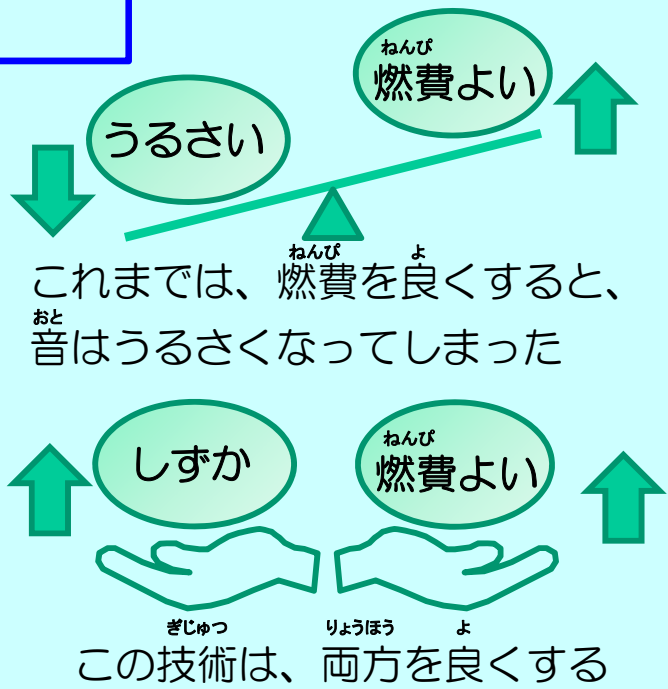 ねんぴ
燃費よい
うるさい
ねんぴ よ
これまでは、燃費を良くすると、
おと
音はうるさくなってしまった
しずか
ねんぴ
燃費よい
ぎじゅつ りょうほう よ
この技術は、両方を良くする